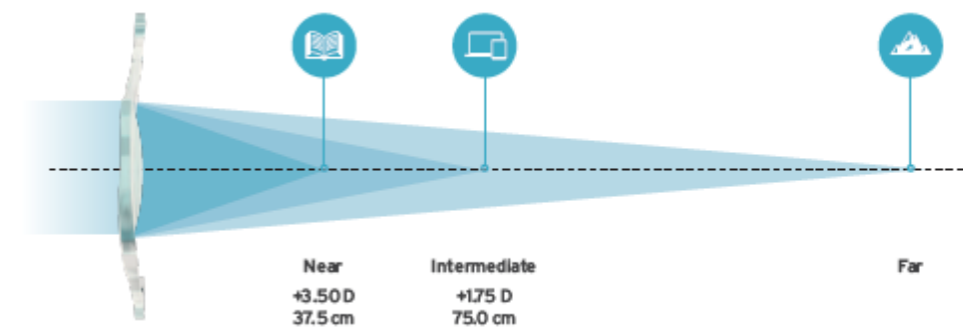 Near
Intermediate
Far
+3.50 D
+1.75 D
37.5 cm
75.0 cm